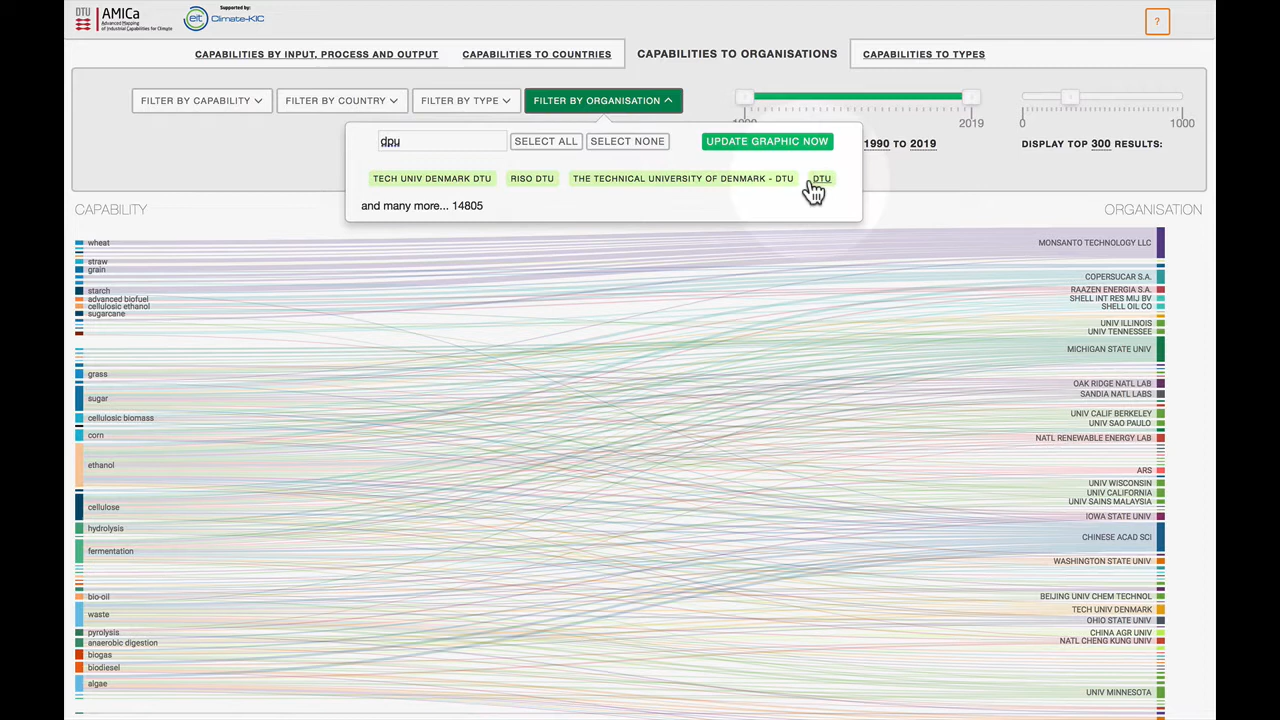 DTU
AMICa
Advanced Mapping
of Industrial Capabilities for Climate
Supported by:
eit
Climate-KIC
?
CAPABILITIES BY INPUT, PROCESS AND OUTPUT
CAPABILITIES TO COUNTRIES
CAPABILITIES TO ORGANISATIONS
CAPABILITIES TO TYPES
FILTER BY CAPABILITY
FILTER BY COUNTRY
FILTER BY TYPE
FILTER BY ORGANISATION
2019
0
1000
1990 TO 2019
DISPLAY TOP 300 RESULTS:
dpu
SELECT ALL
SELECT NONE
UPDATE GRAPHIC NOW
TECH UNIV DENMARK DTU
RISO DTU
THE TECHNICAL UNIVERSITY OF DENMARK - DTU
DTU
and many more... 14805
CAPABILITY
ORGANISATION
wheat
straw
grain
starch
advanced biofuel
cellulosic ethanol
sugarcane
grass
sugar
cellulosic biomass
corn
ethanol
cellulose
hydrolysis
fermentation
bio-oil
waste
pyrolysis
anaerobic digestion
biogas
biodiesel
algae
MONSANTO TECHNOLOGY LLC
COPERSUCAR S.A.
RAAZEN ENERGIA S.A.
SHELL INT RES MIJ BV
SHELL OIL CO
UNIV ILLINOIS
UNIV TENNESSEE
MICHIGAN STATE UNIV
OAK RIDGE NATL LAB
SANDIA NATL LABS
UNIV CALIF BERKELEY
UNIV SAO PAULO
NATL RENEWABLE ENERGY LAB
ARS
UNIV WISCONSIN
UNIV CALIFORNIA
UNIV SAINS MALAYSIA
IOWA STATE UNIV
CHINESE ACAD SCI
WASHINGTON STATE UNIV
BEIJING UNIV CHEM TECHNOL
TECH UNIV DENMARK
OHIO STATE UNIV
CHINA AGR UNIV
NATL CHENG KUNG UNIV
UNIV MINNESOTA